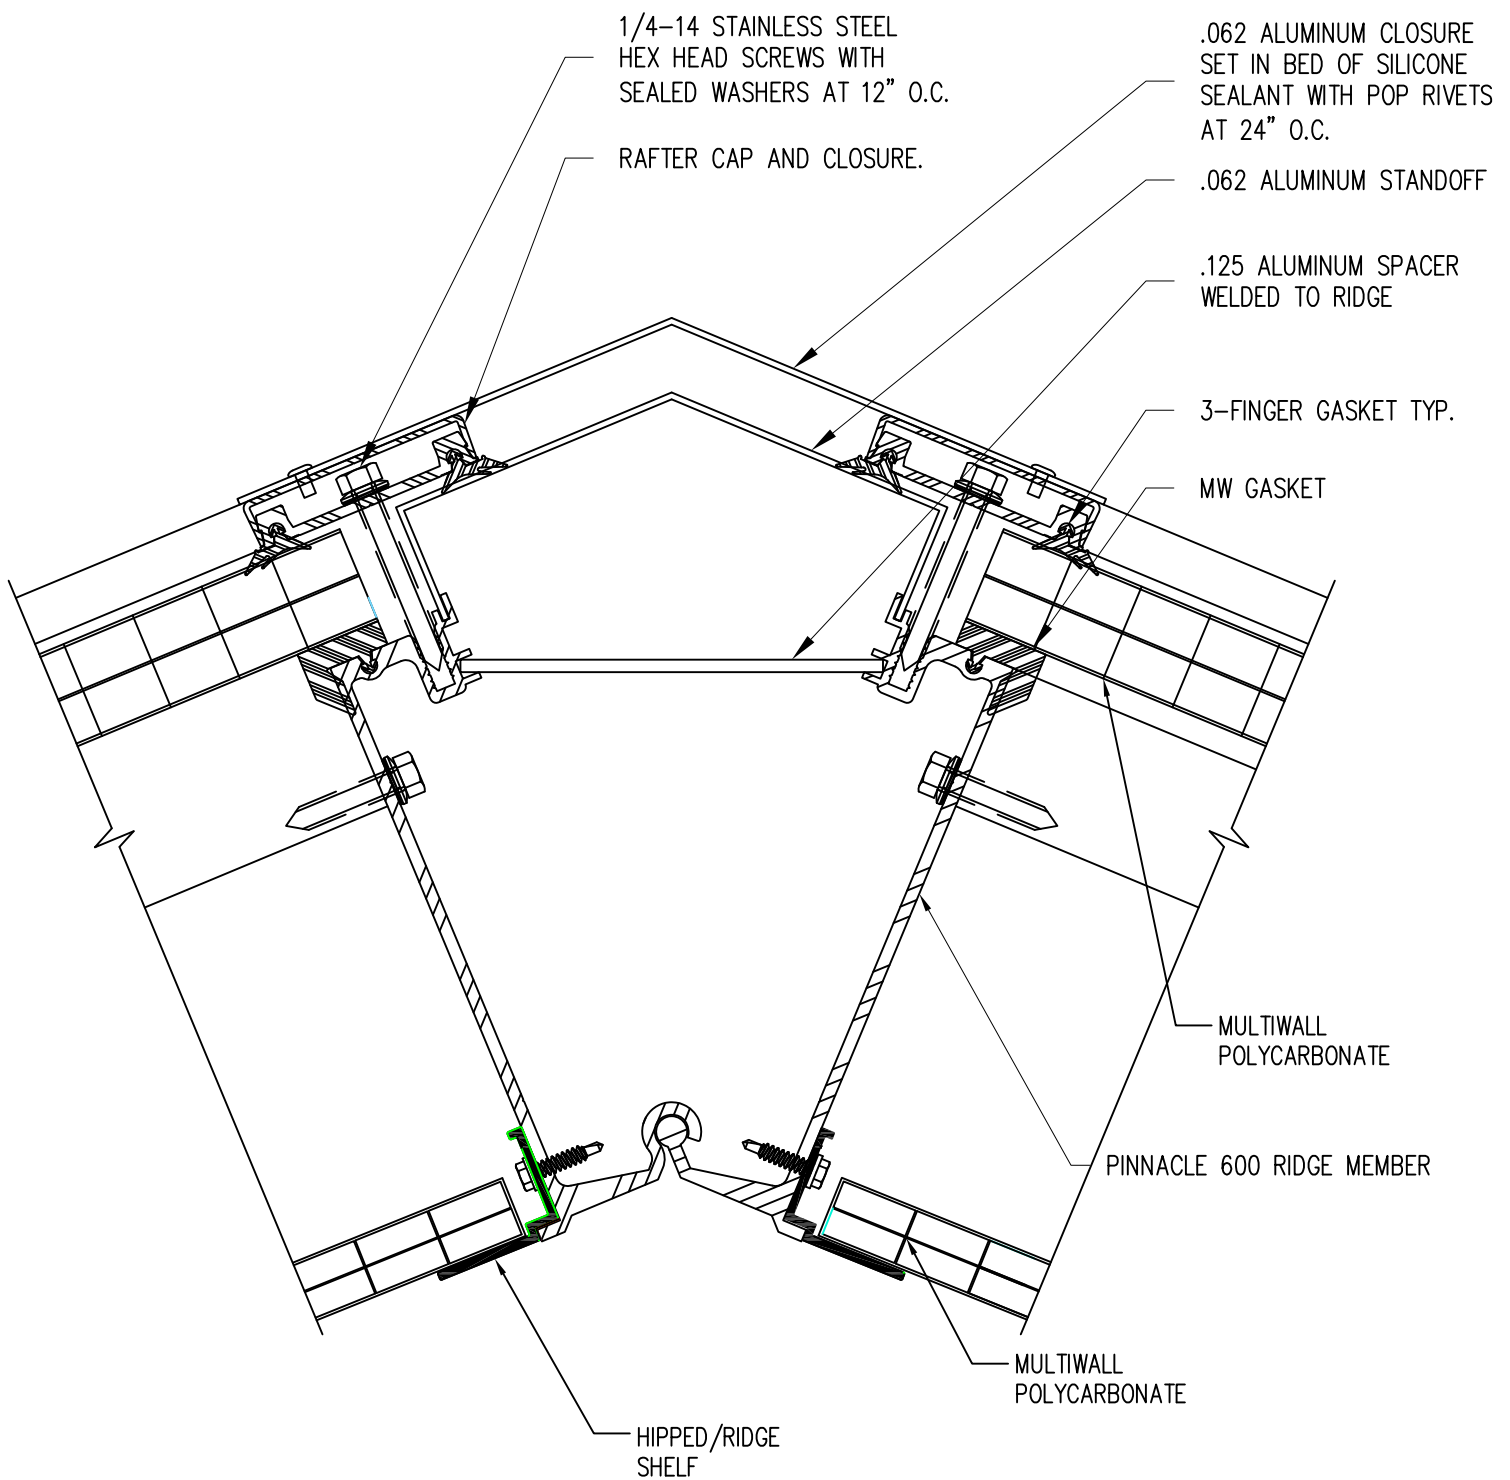 1/4-14 STAINLESS STEEL
HEX HEAD SCREWS WITH
SEALED WASHERS AT 12" O.C.
RAFTER CAP AND CLOSURE.
.062 ALUMINUM CLOSURE
SET IN BED OF SILICONE
SEALANT WITH POP RIVETS
AT 24" O.C.
.062 ALUMINUM STANDOFF
.125 ALUMINUM SPACER
WELDED TO RIDGE
3-FINGER GASKET TYP.
MW GASKET
MULTIWALL
POLYCARBONATE
PINNACLE 600 RIDGE MEMBER
MULTIWALL
POLYCARBONATE
HIPPED/RIDGE
SHELF